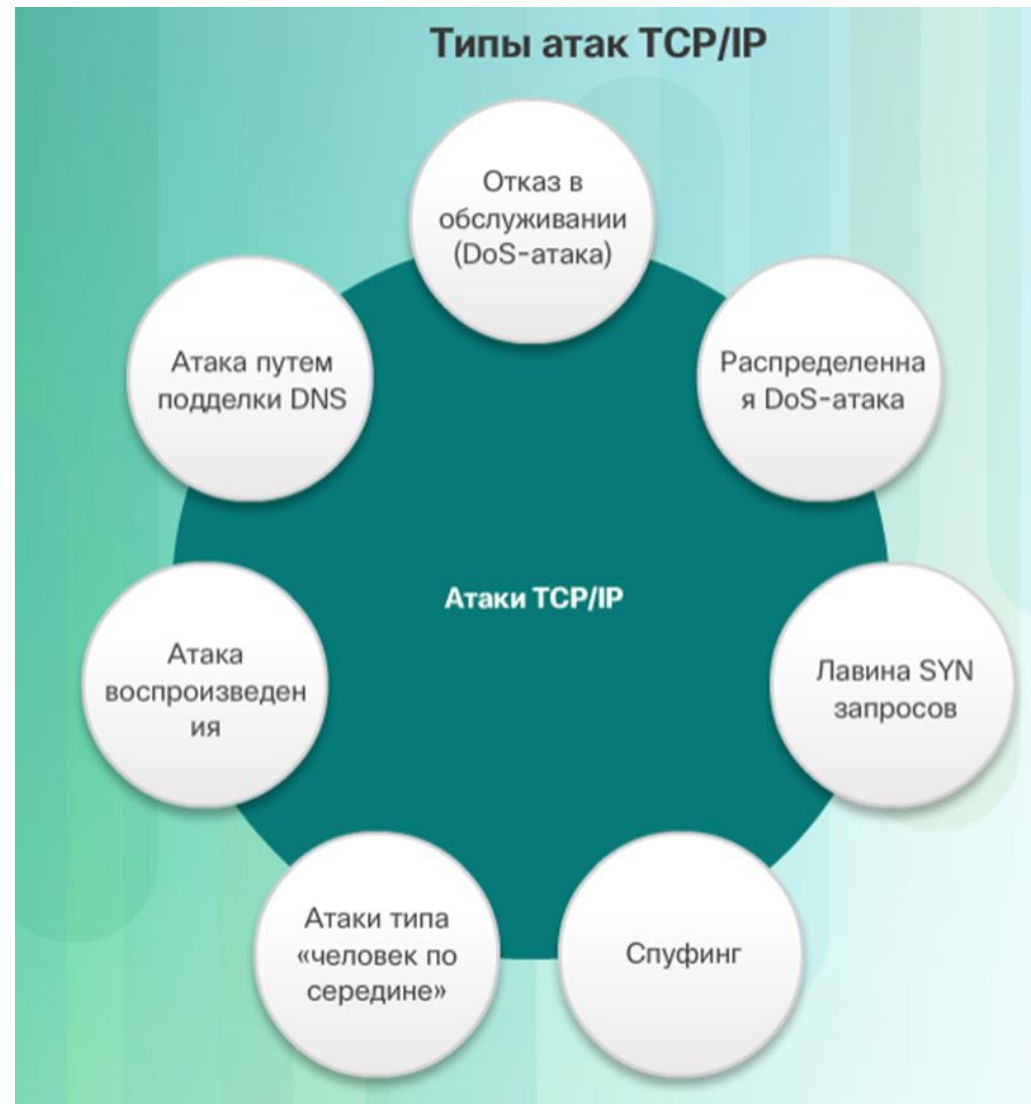 Типы атак TCP/IP
Отказ в
обслуживании
(DoS-атака)
Распределенна
я DoS-атака
Лавина SYN
запросов
Спуфинг
Атаки типа
«человек по
середине»
Атака
воспроизведен
ия
Атака путем
подделки DNS
Атаки TCP/IP